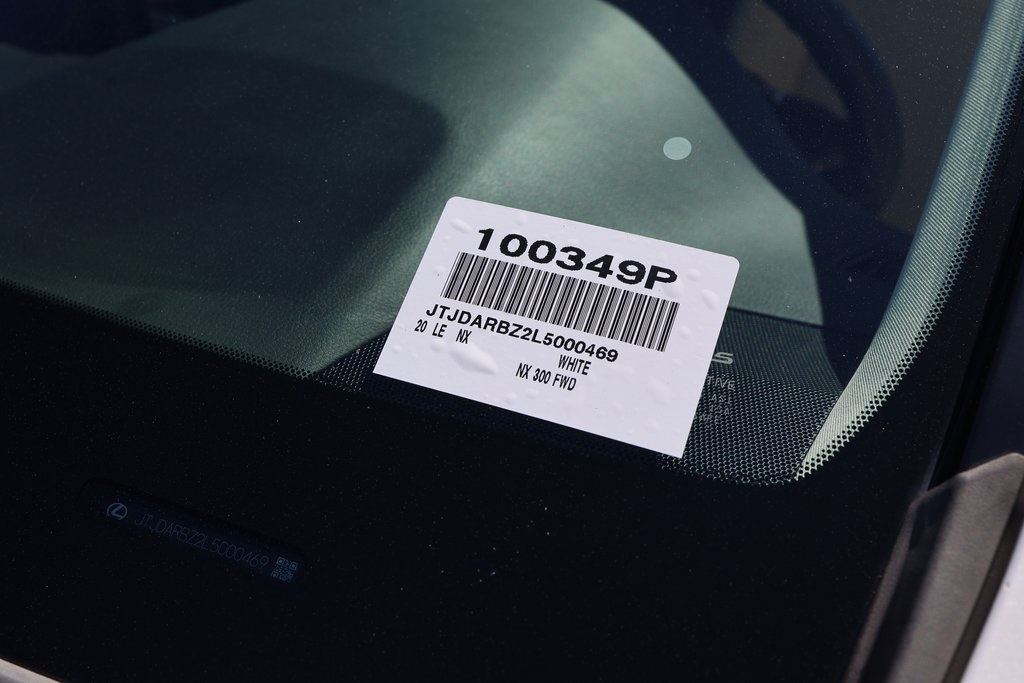 100349P
JTJDARBZ2L5000469
20 LE NX
WHITE
NX 300 FWD
JTJDARBZ2L5000469